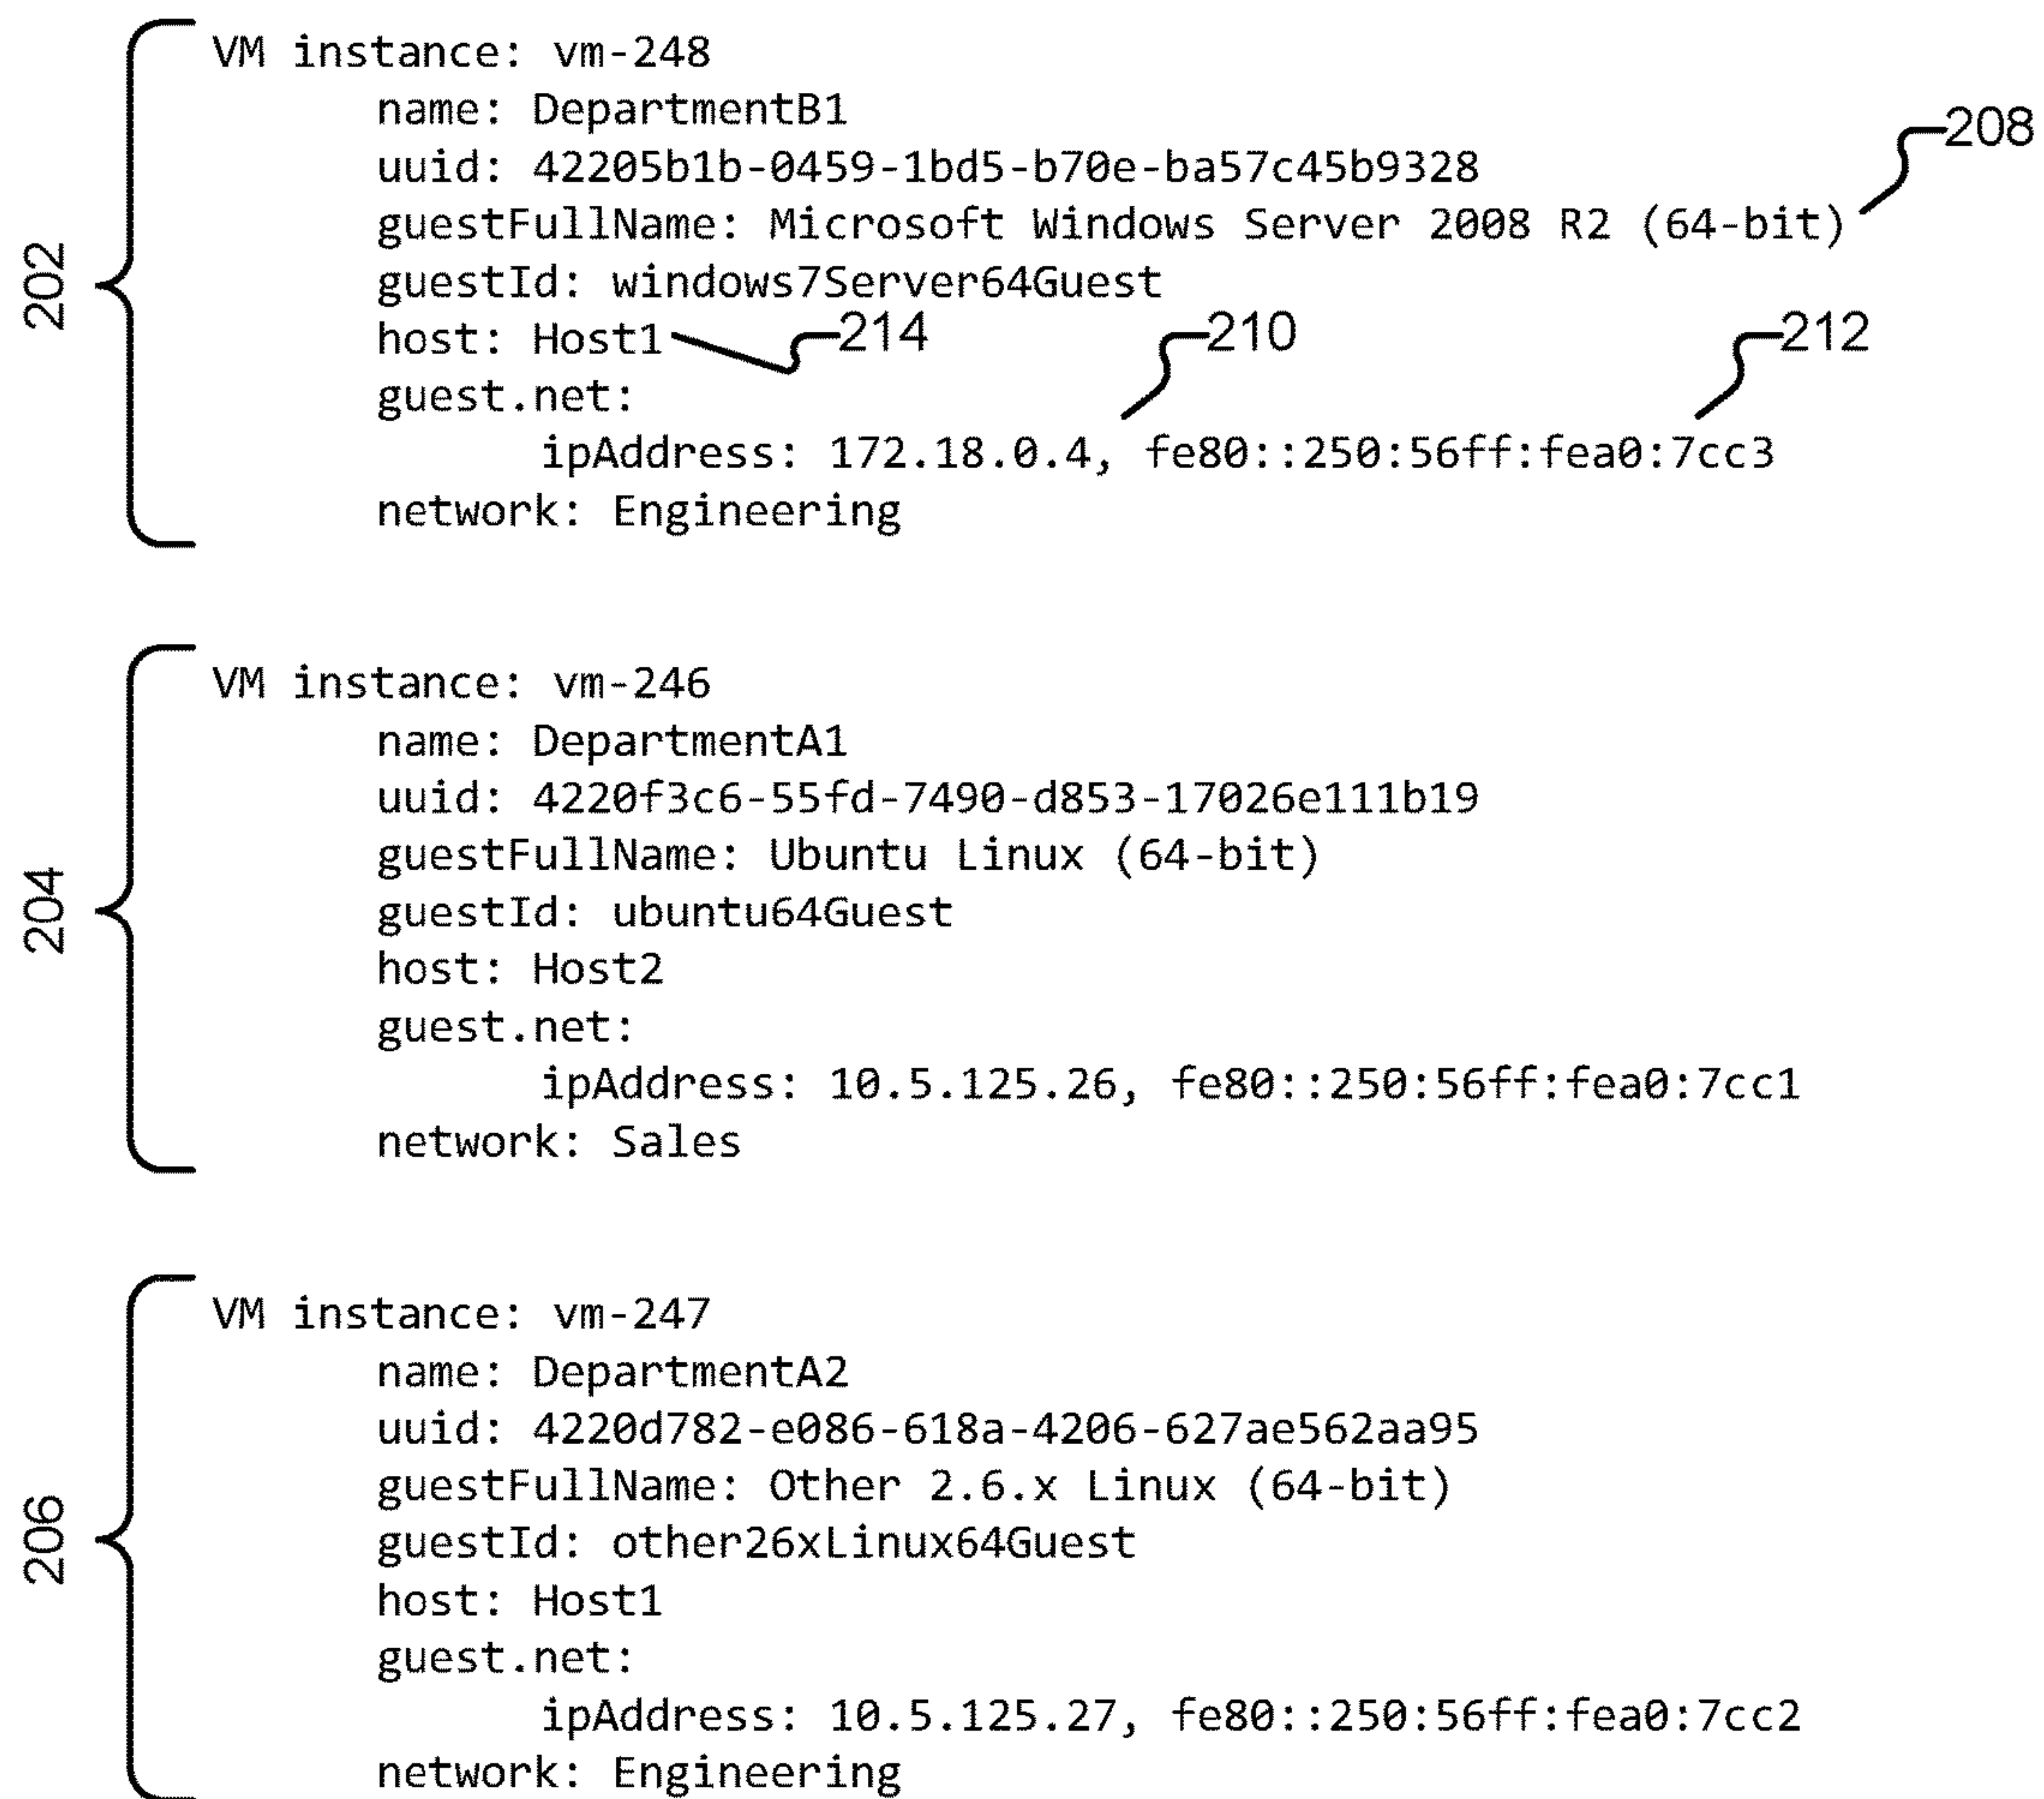 VM instance: vm-248
name: DepartmentB1
208
uuid: 42205b1b-0459-1bd5-b70e-ba57c45b9328
guestFullName: Microsoft Windows Server 2008 R2 (64-bit)
202
guestId: windows7Server64Guest
host: Host1 214 210 212
guest.net:
ipAddress: 172.18.0.4, fe80::250:56ff:fea0:7cc3
network: Engineering
VM instance: vm-246
name: DepartmentA1
uuid: 4220f3c6-55fd-7490-d853-17026e111b19
guestFullName: Ubuntu Linux (64-bit)
204
guestId: ubuntu64Guest
host: Host2
guest.net:
ipAddress: 10.5.125.26, fe80::250:56ff:fea0:7cc1
network: Sales
VM instance: vm-247
name: DepartmentA2
uuid: 4220d782-e086-618a-4206-627ae562aa95
guestFullName: Other 2.6.x Linux (64-bit)
206
guestId: other26xLinux64Guest
host: Host1
guest.net:
ipAddress: 10.5.125.27, fe80::250:56ff:fea0:7cc2
network: Engineering